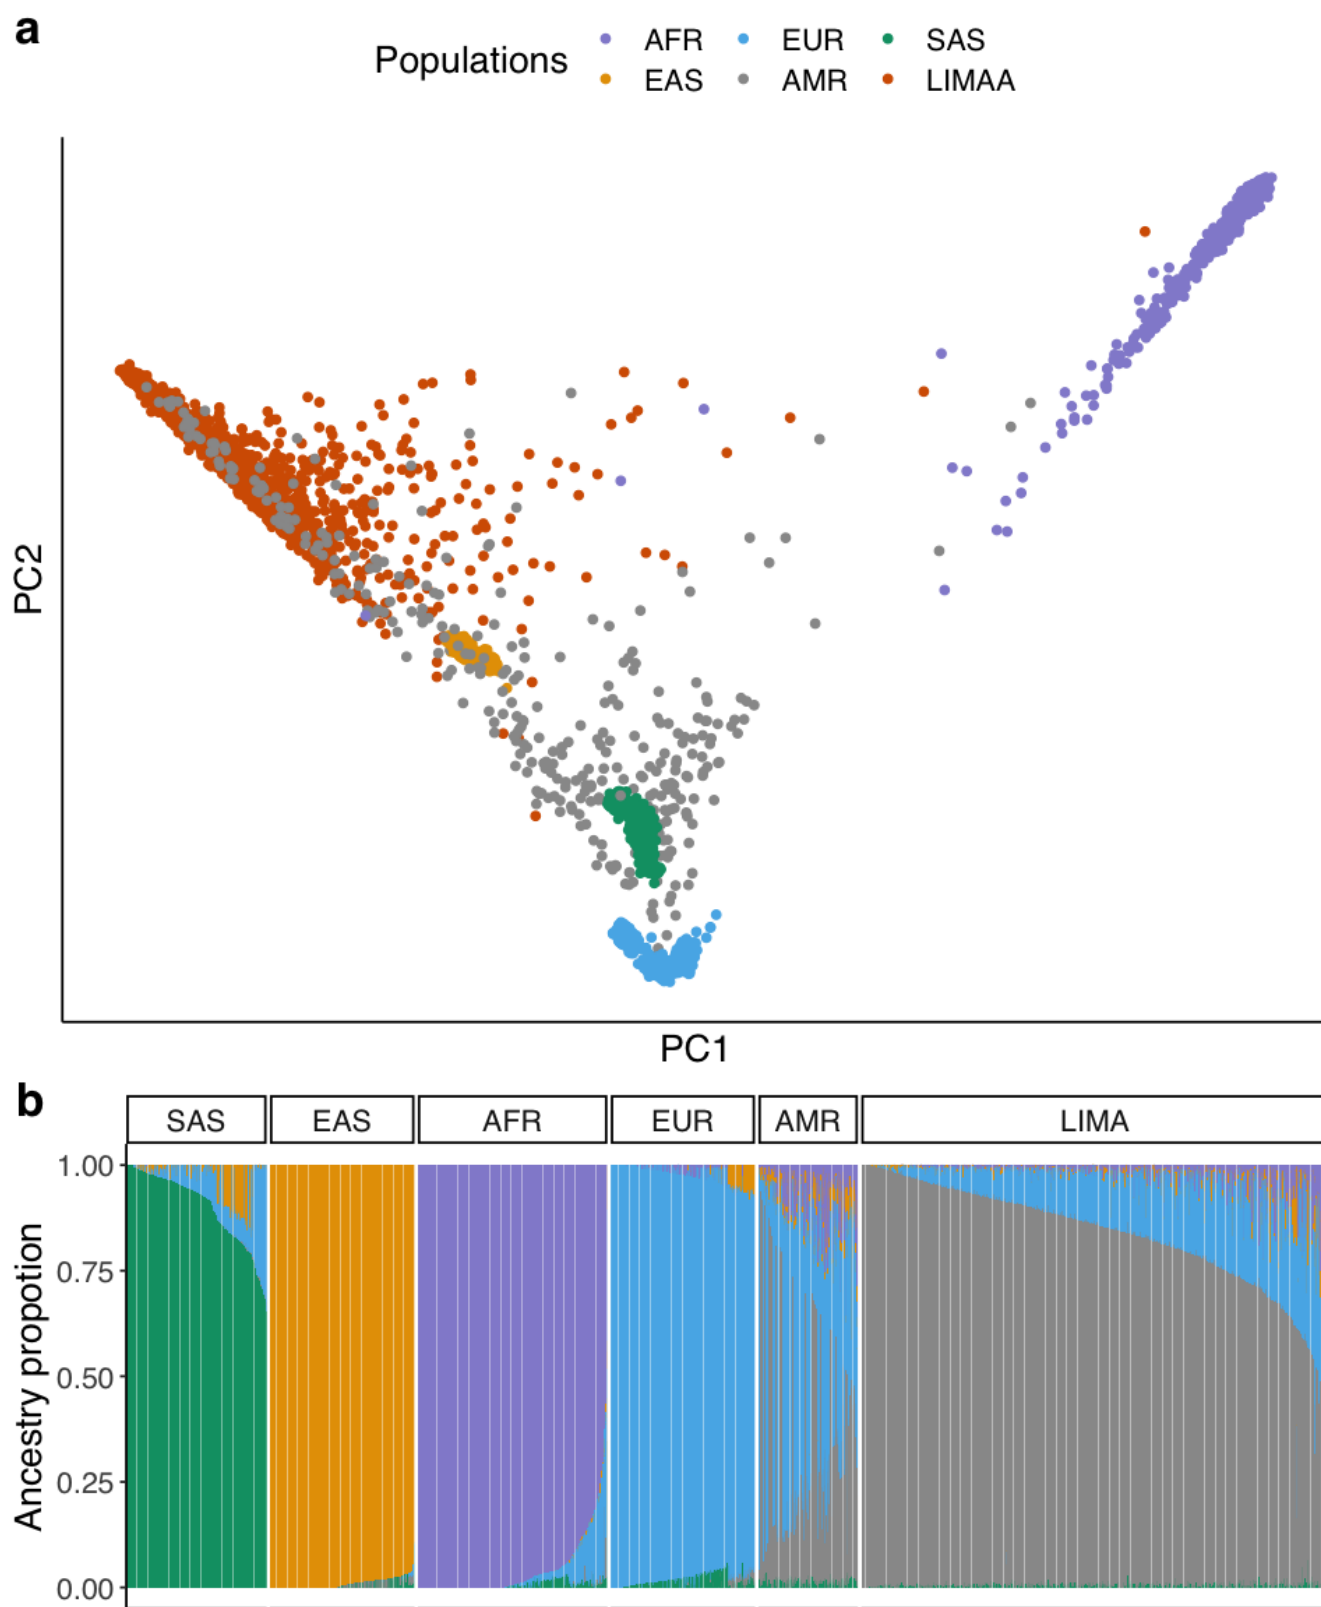 a
Populations
AFR EUR SAS
EAS AMR LIMAA
PC2
PC1
b
SAS EAS AFR EUR AMR LIMA
Ancestry propotion
1.00
0.75
0.50
0.25
0.00